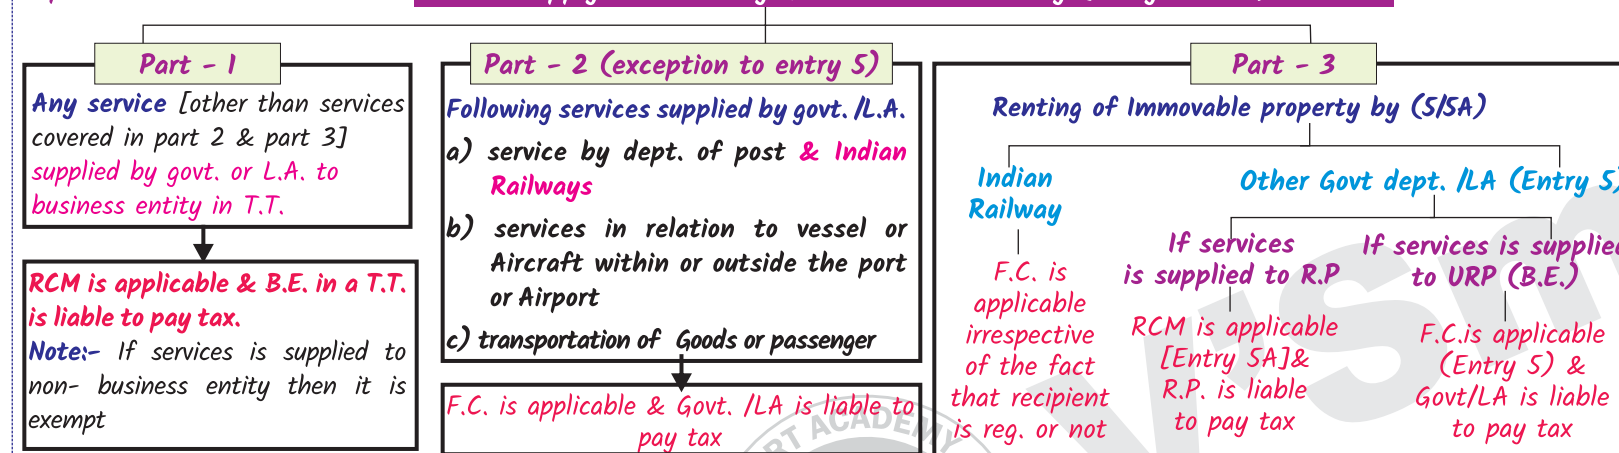 Part - 1
Any service [other than services
covered in part 2 & part 3]
supplied by govt. or L.A. to
business entity in T.T.
RCM is applicable & B.E. in a T.T.
is liable to pay tax.
Note:- If services is supplied to
non- business entity then it is
exempt
Part - 2 (exception to entry 5)
Following services supplied by govt. /L.A.
a) service by dept. of post & Indian
Railways
b) services in relation to vessel or
Aircraft within or outside the port
or Airport
c) transportation of Goods or passenger
F.C. is applicable & Govt. /LA is liable to
pay tax
Part - 3
Renting of Immovable property by (5/5A)
Indian
Railway
F.C. is
applicable
irrespective
of the fact
that recipient
is reg. or not
Other Govt dept. /LA (Entry 5)
If services
is supplied to R.P
RCM is applicable
[Entry 5A]&
R.P. is liable
to pay tax
If services is supplied
to URP (B.E.)
F.C.is applicable
(Entry 5) &
Govt/LA is liable
to pay tax
ACADEMY